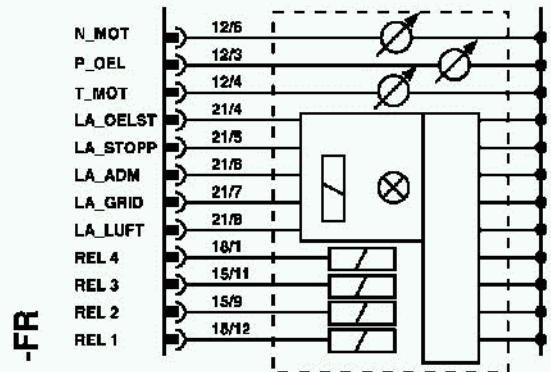 N_MOT 12/6
P_OEL 12/3
T_MOT 12/4
LA_OELST 21/4
LA_STOPP 21/5
LA_ADM 21/6
LA_GRID 21/7
LA_LUFT 21/8
REL 4 18/1
REL 3 15/11
REL 2 15/9
REL 1 18/12
-FR